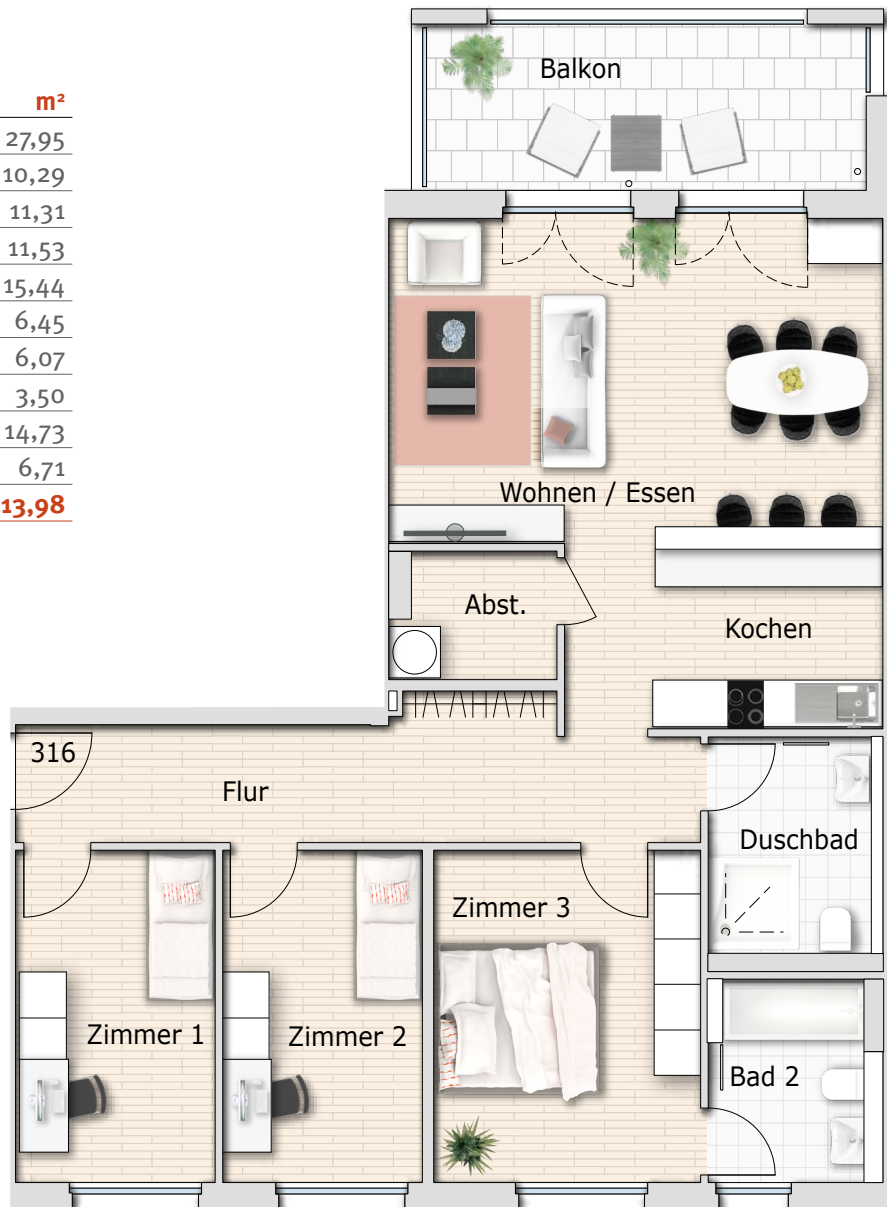 m²
27,95
10,29
11,31
11,53
15,44
6,45
6,07
3,50
14,73
6,71
13,98
Balkon
Wohnen / Essen
Abst.
Kochen
316
Flur
Duschbad
Zimmer 3
Zimmer 1
Zimmer 2
Bad 2